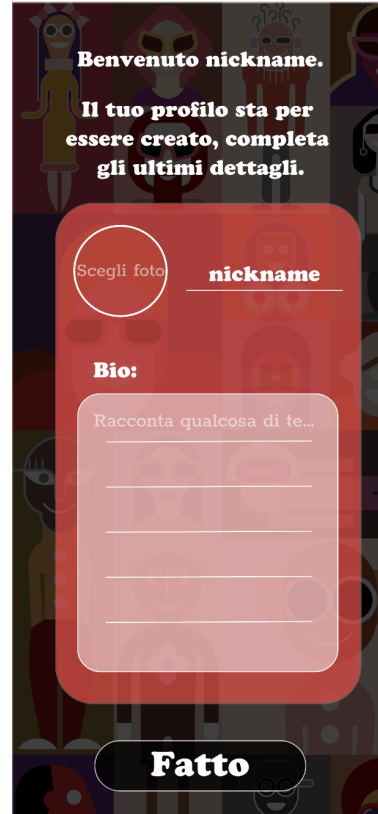 Benvenuto nickname.
Il tuo profilo sta per
essere creato, completa
gli ultimi dettagli.
Scegli foto
nickname
Bio:
Racconta qualcosa di te...
Fatto